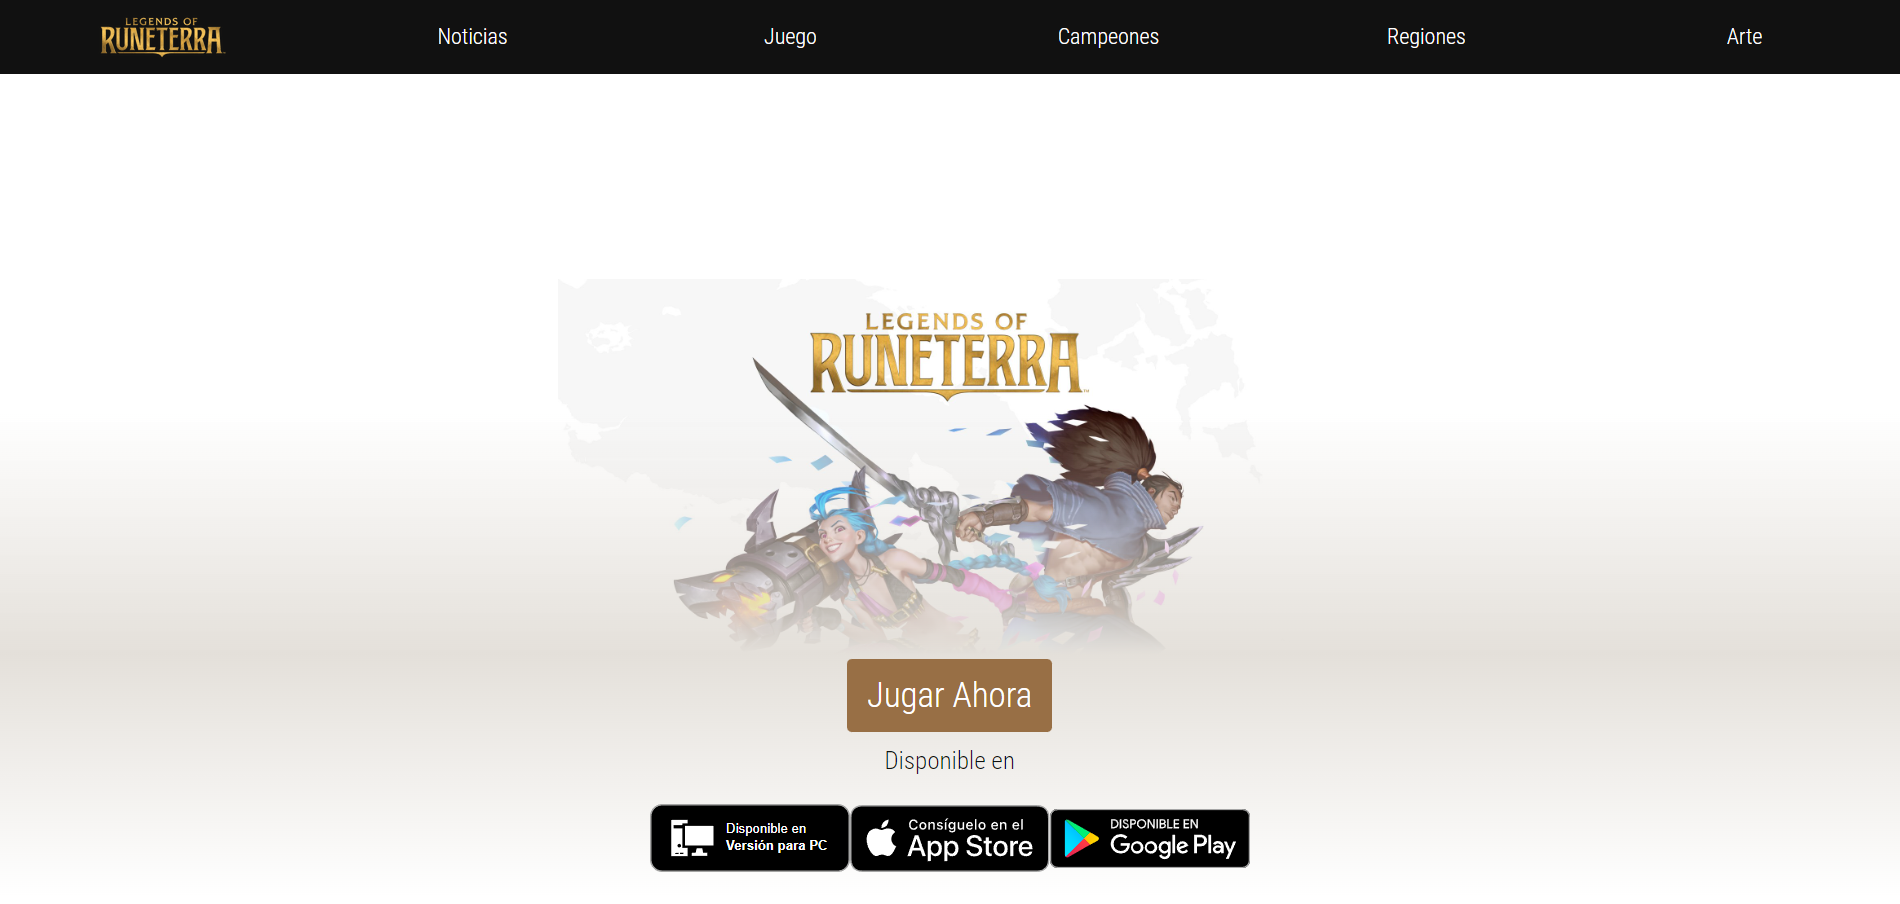 LEGENDS OF
RUNETERRA
Noticias
Juego
Campeones
Regiones
Arte
LEGENDS OF
RUNETERRA
Jugar Ahora
Disponible en
Disponible en
Versión para PC
Consíguelo en el
App Store
DISPONIBLE EN
Google Play